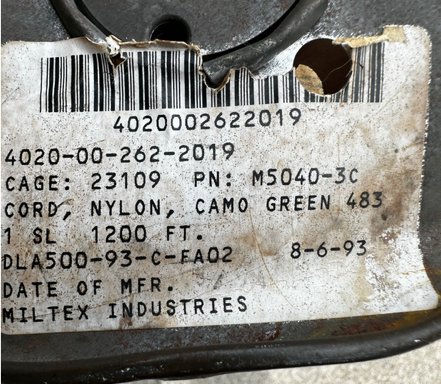 4020002622019
4020-00-262-2019
CAGE: 23109 PN: M5040-3C
CORD, NYLON, CAMO GREEN 483
1 SL 1200 FT.
DLA500-93-C-FA02 8-6-93
DATE OF MFR.
MILTEX INDUSTRIES